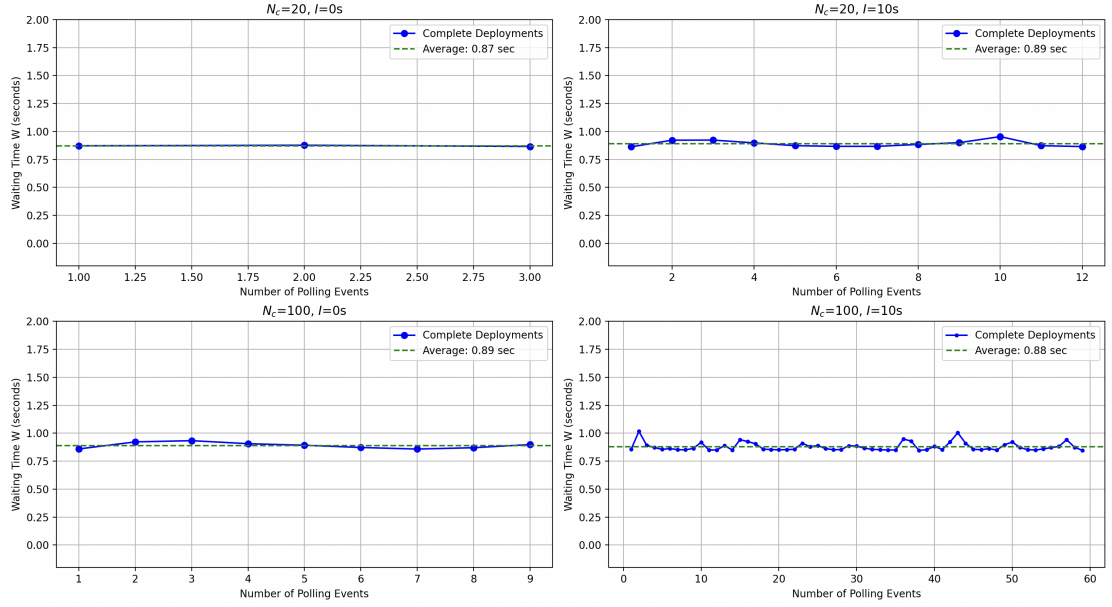 N_c=20, I=0s
2.00
1.75
1.50
1.25
1.00
0.75
0.50
0.25
0.00
Waiting Time W (seconds)
Complete Deployments
Average: 0.87 sec
1.00 1.25 1.50 1.75 2.00 2.25 2.50 2.75 3.00
Number of Polling Events
N_c=20, I=10s
2.00
1.75
1.50
1.25
1.00
0.75
0.50
0.25
0.00
Waiting Time W (seconds)
Complete Deployments
Average: 0.89 sec
2 4 6 8 10 12
Number of Polling Events
N_c=100, I=0s
2.00
1.75
1.50
1.25
1.00
0.75
0.50
0.25
0.00
Waiting Time W (seconds)
Complete Deployments
Average: 0.89 sec
1 2 3 4 5 6 7 8 9
Number of Polling Events
N_c=100, I=10s
2.00
1.75
1.50
1.25
1.00
0.75
0.50
0.25
0.00
Waiting Time W (seconds)
Complete Deployments
Average: 0.88 sec
0 10 20 30 40 50 60
Number of Polling Events